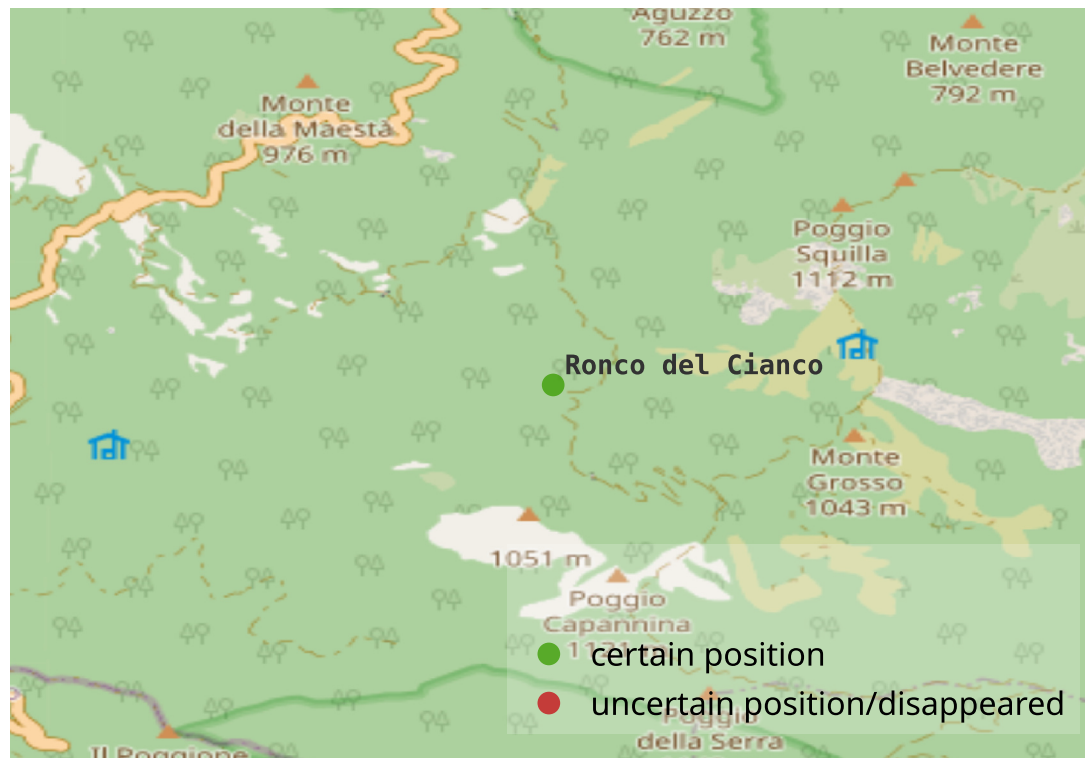 Aguzzo
762 m
Monte
Belvedere
792 m
Monte
della Maestà
976 m
Poggio
Squilla
1112 m
Ronco del Cianco
Monte
Grosso
1043 m
1051 m
Poggio
Capannina
certain position
uncertain position/disappeared
Poggio
della Serra
Il Poggione